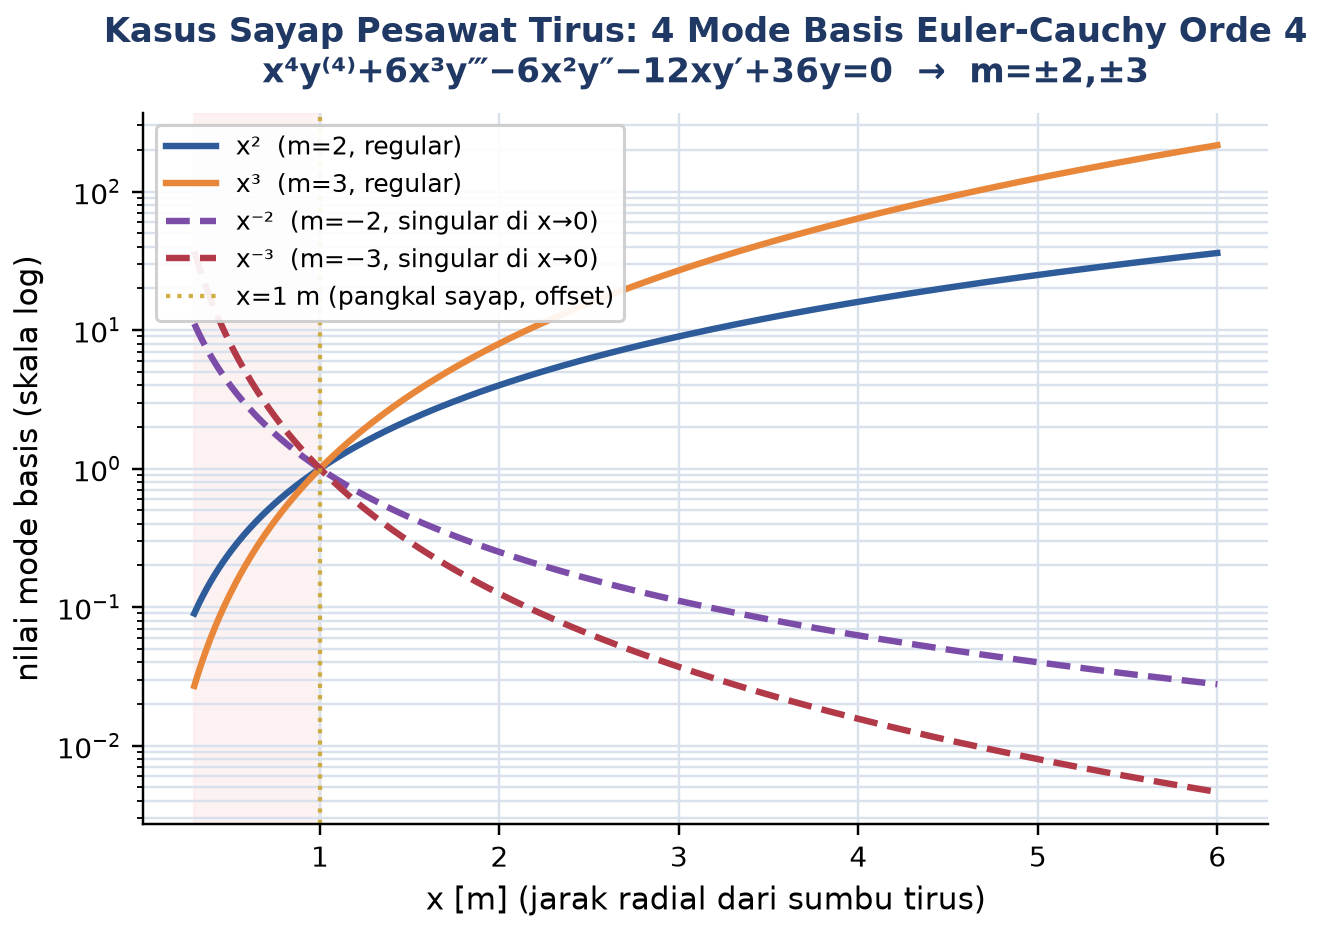 Kasus Sayap Pesawat Tirus: 4 Mode Basis Euler-Cauchy Orde 4
x⁴y⁽⁴⁾+6x³y‴−6x²y″−12xy′+36y=0 → m=±2,±3
x² (m=2, regular)
x³ (m=3, regular)
x⁻² (m=−2, singular di x→0)
x⁻³ (m=−3, singular di x→0)
x=1 m (pangkal sayap, offset)
nilai mode basis (skala log)
10²
10¹
10⁰
10⁻¹
10⁻²
1 2 3 4 5 6
x [m] (jarak radial dari sumbu tirus)